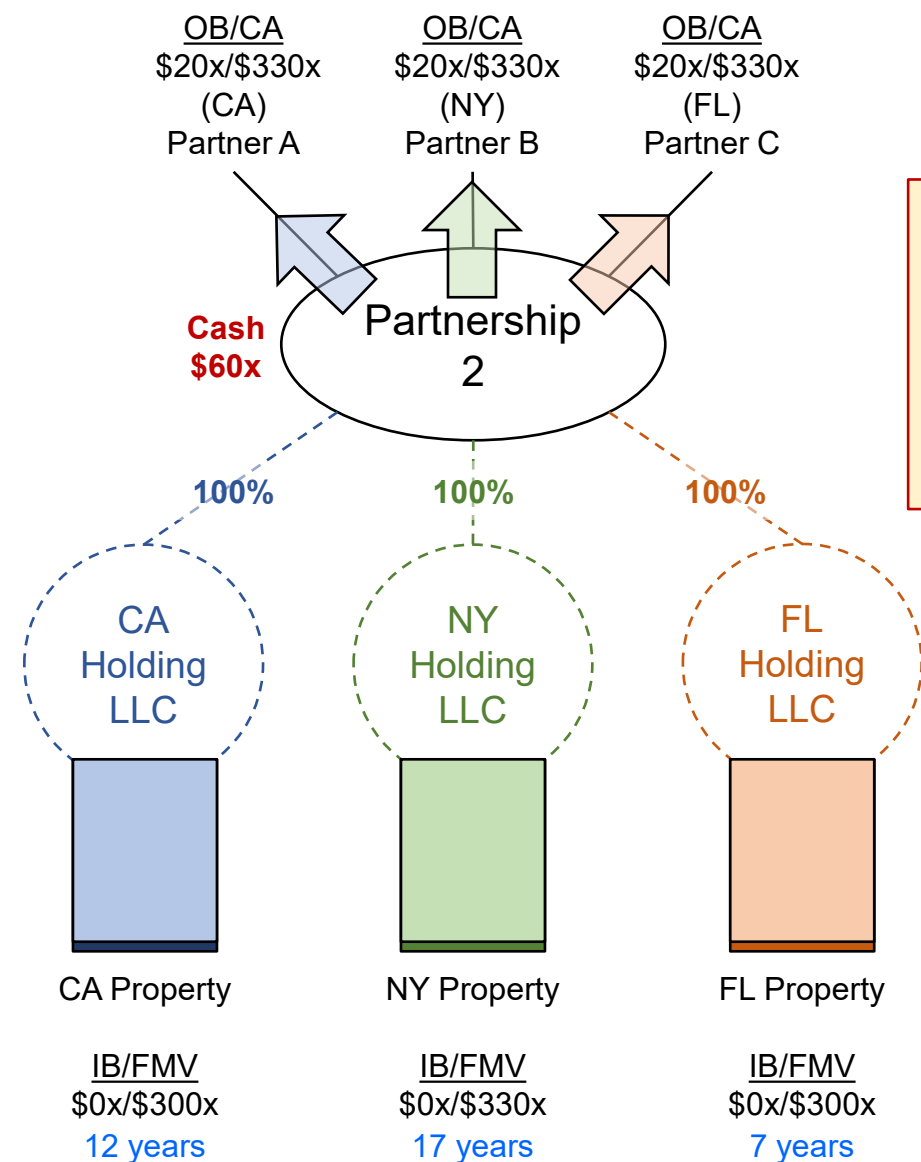 OB/CA
$20x/$330x
(CA)
Partner A
OB/CA
$20x/$330x
(NY)
Partner B
OB/CA
$20x/$330x
(FL)
Partner C
Cash
$60x
Partnership
2
100%
100%
100%
CA
Holding
LLC
NY
Holding
LLC
FL
Holding
LLC
CA Property
NY Property
FL Property
IB/FMV
$0x/$300x
12 years
IB/FMV
$0x/$330x
17 years
IB/FMV
$0x/$300x
7 years